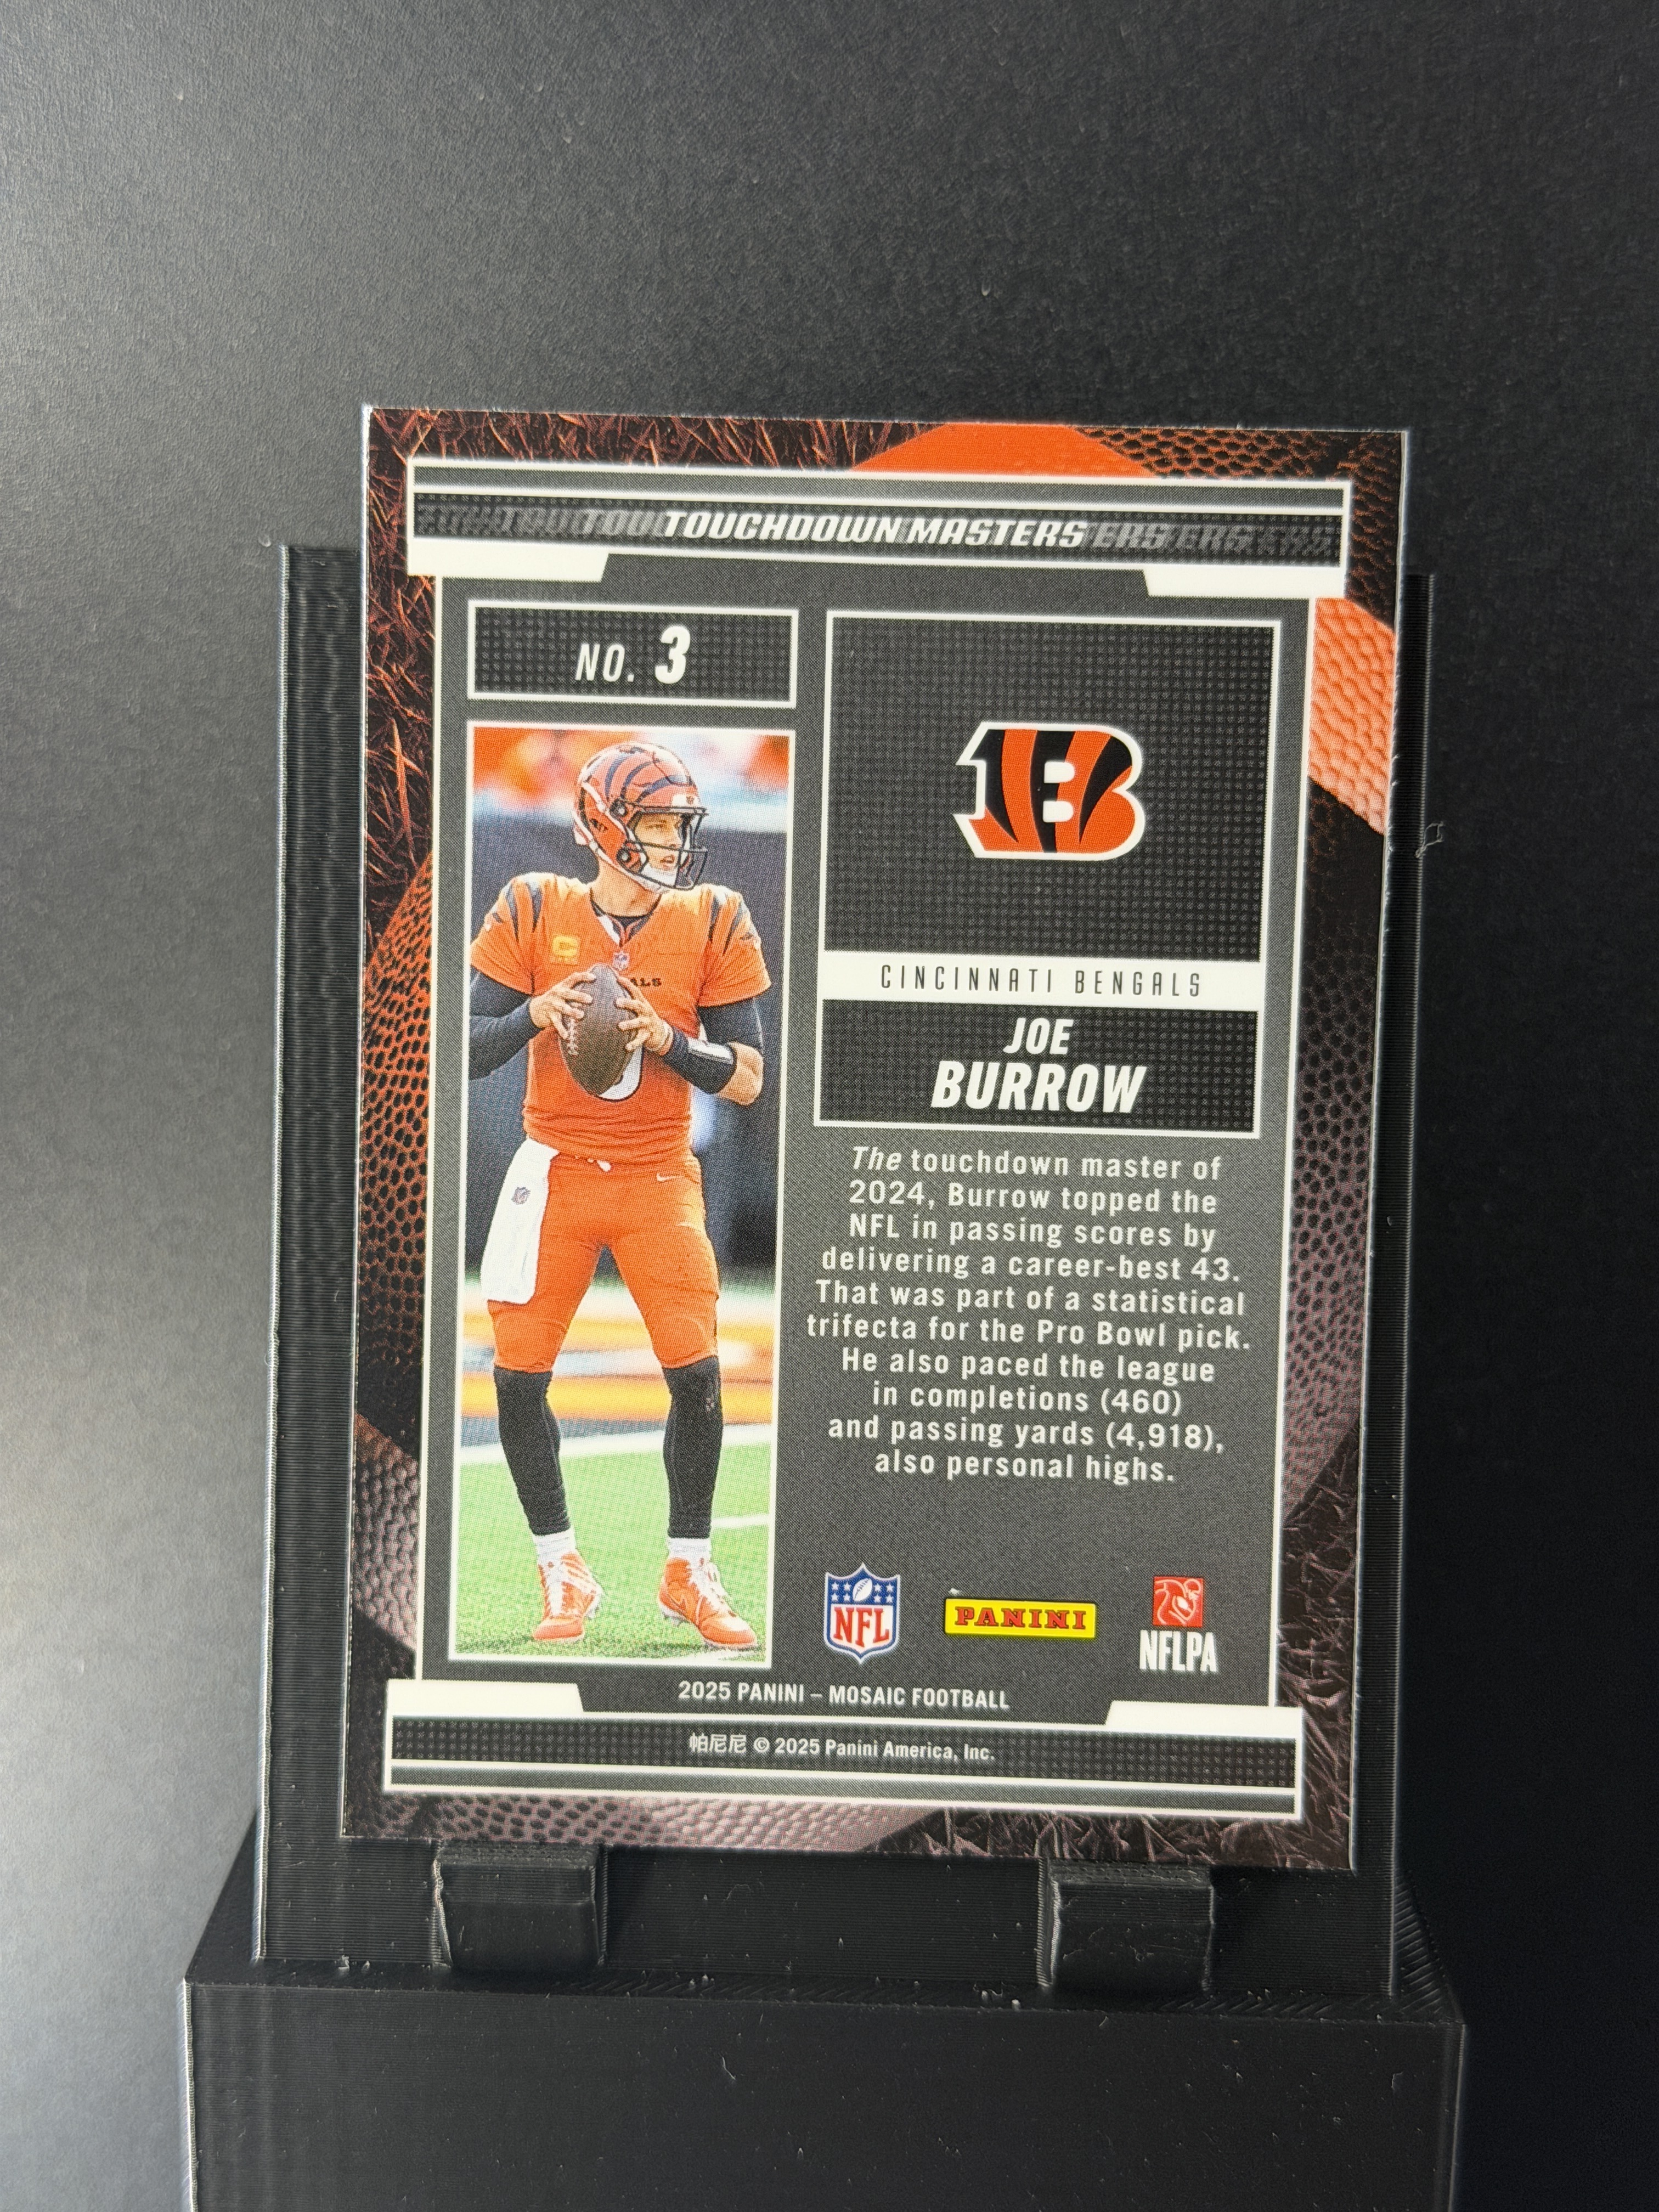 TOUCHDOWN MASTERS
NO. 3
CINCINNATI BENGALS
JOE
BURROW
The touchdown master of
2024, Burrow topped the
NFL in passing scores by
delivering a career-best 43.
That was part of a statistical
trifecta for the Pro Bowl pick.
He also paced the league
in completions (460)
and passing yards (4,918),
also personal highs.
NFL
PANINI
NFLPA
2025 PANINI – MOSAIC FOOTBALL
帕尼尼 © 2025 Panini America, Inc.